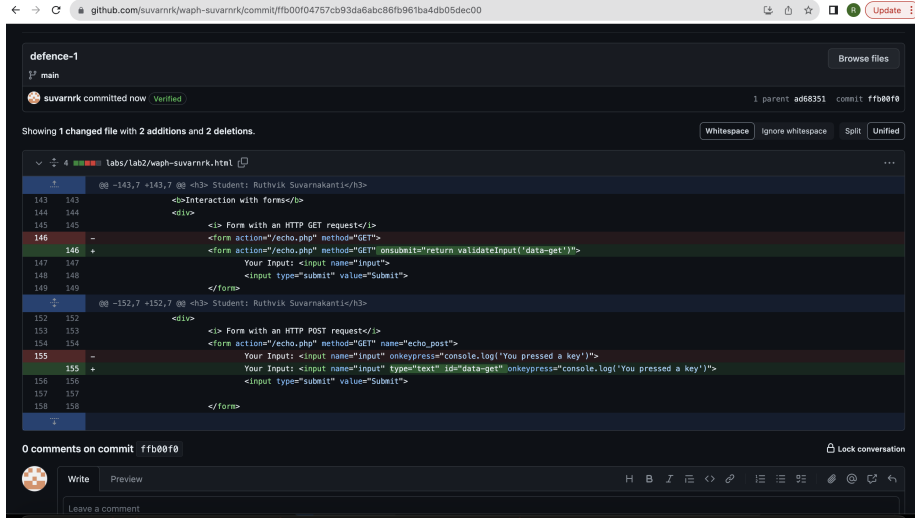 github.com/suvarnrk/waph-suvarnrk/commit/ffb00f04757cb93da6abc86fb961ba4db05dec00
R
Update
defence-1
Browse files
main
suvarnrk committed now Verified
1 parent ad68351 commit ffb00f0
Showing 1 changed file with 2 additions and 2 deletions.
Whitespace Ignore whitespace Split Unified
4 labs/lab2/waph-suvarnrk.html
@@ -143,7 +143,7 @@ <h3> Student: Ruthvik Suvarnakanti</h3>
143 143 <b>Interaction with forms</b>
144 144 <div>
145 145 <i> Form with an HTTP GET request</i>
146 - <form action="/echo.php" method="GET">
146 + <form action="/echo.php" method="GET" onsubmit="return validateInput('data-get')">
147 147 Your Input: <input name="input">
148 148 <input type="submit" value="Submit">
149 149 </form>
@@ -152,7 +152,7 @@ <h3> Student: Ruthvik Suvarnakanti</h3>
152 152 <div>
153 153 <i> Form with an HTTP POST request</i>
154 154 <form action="/echo.php" method="GET" name="echo_post">
155 - Your Input: <input name="input" onkeypress="console.log('You pressed a key')">
155 + Your Input: <input name="input" type="text" id="data-get" onkeypress="console.log('You pressed a key')">
156 156 <input type="submit" value="Submit">
157 157
158 158 </form>
0 comments on commit ffb00f0
Lock conversation
Write Preview
Leave a comment